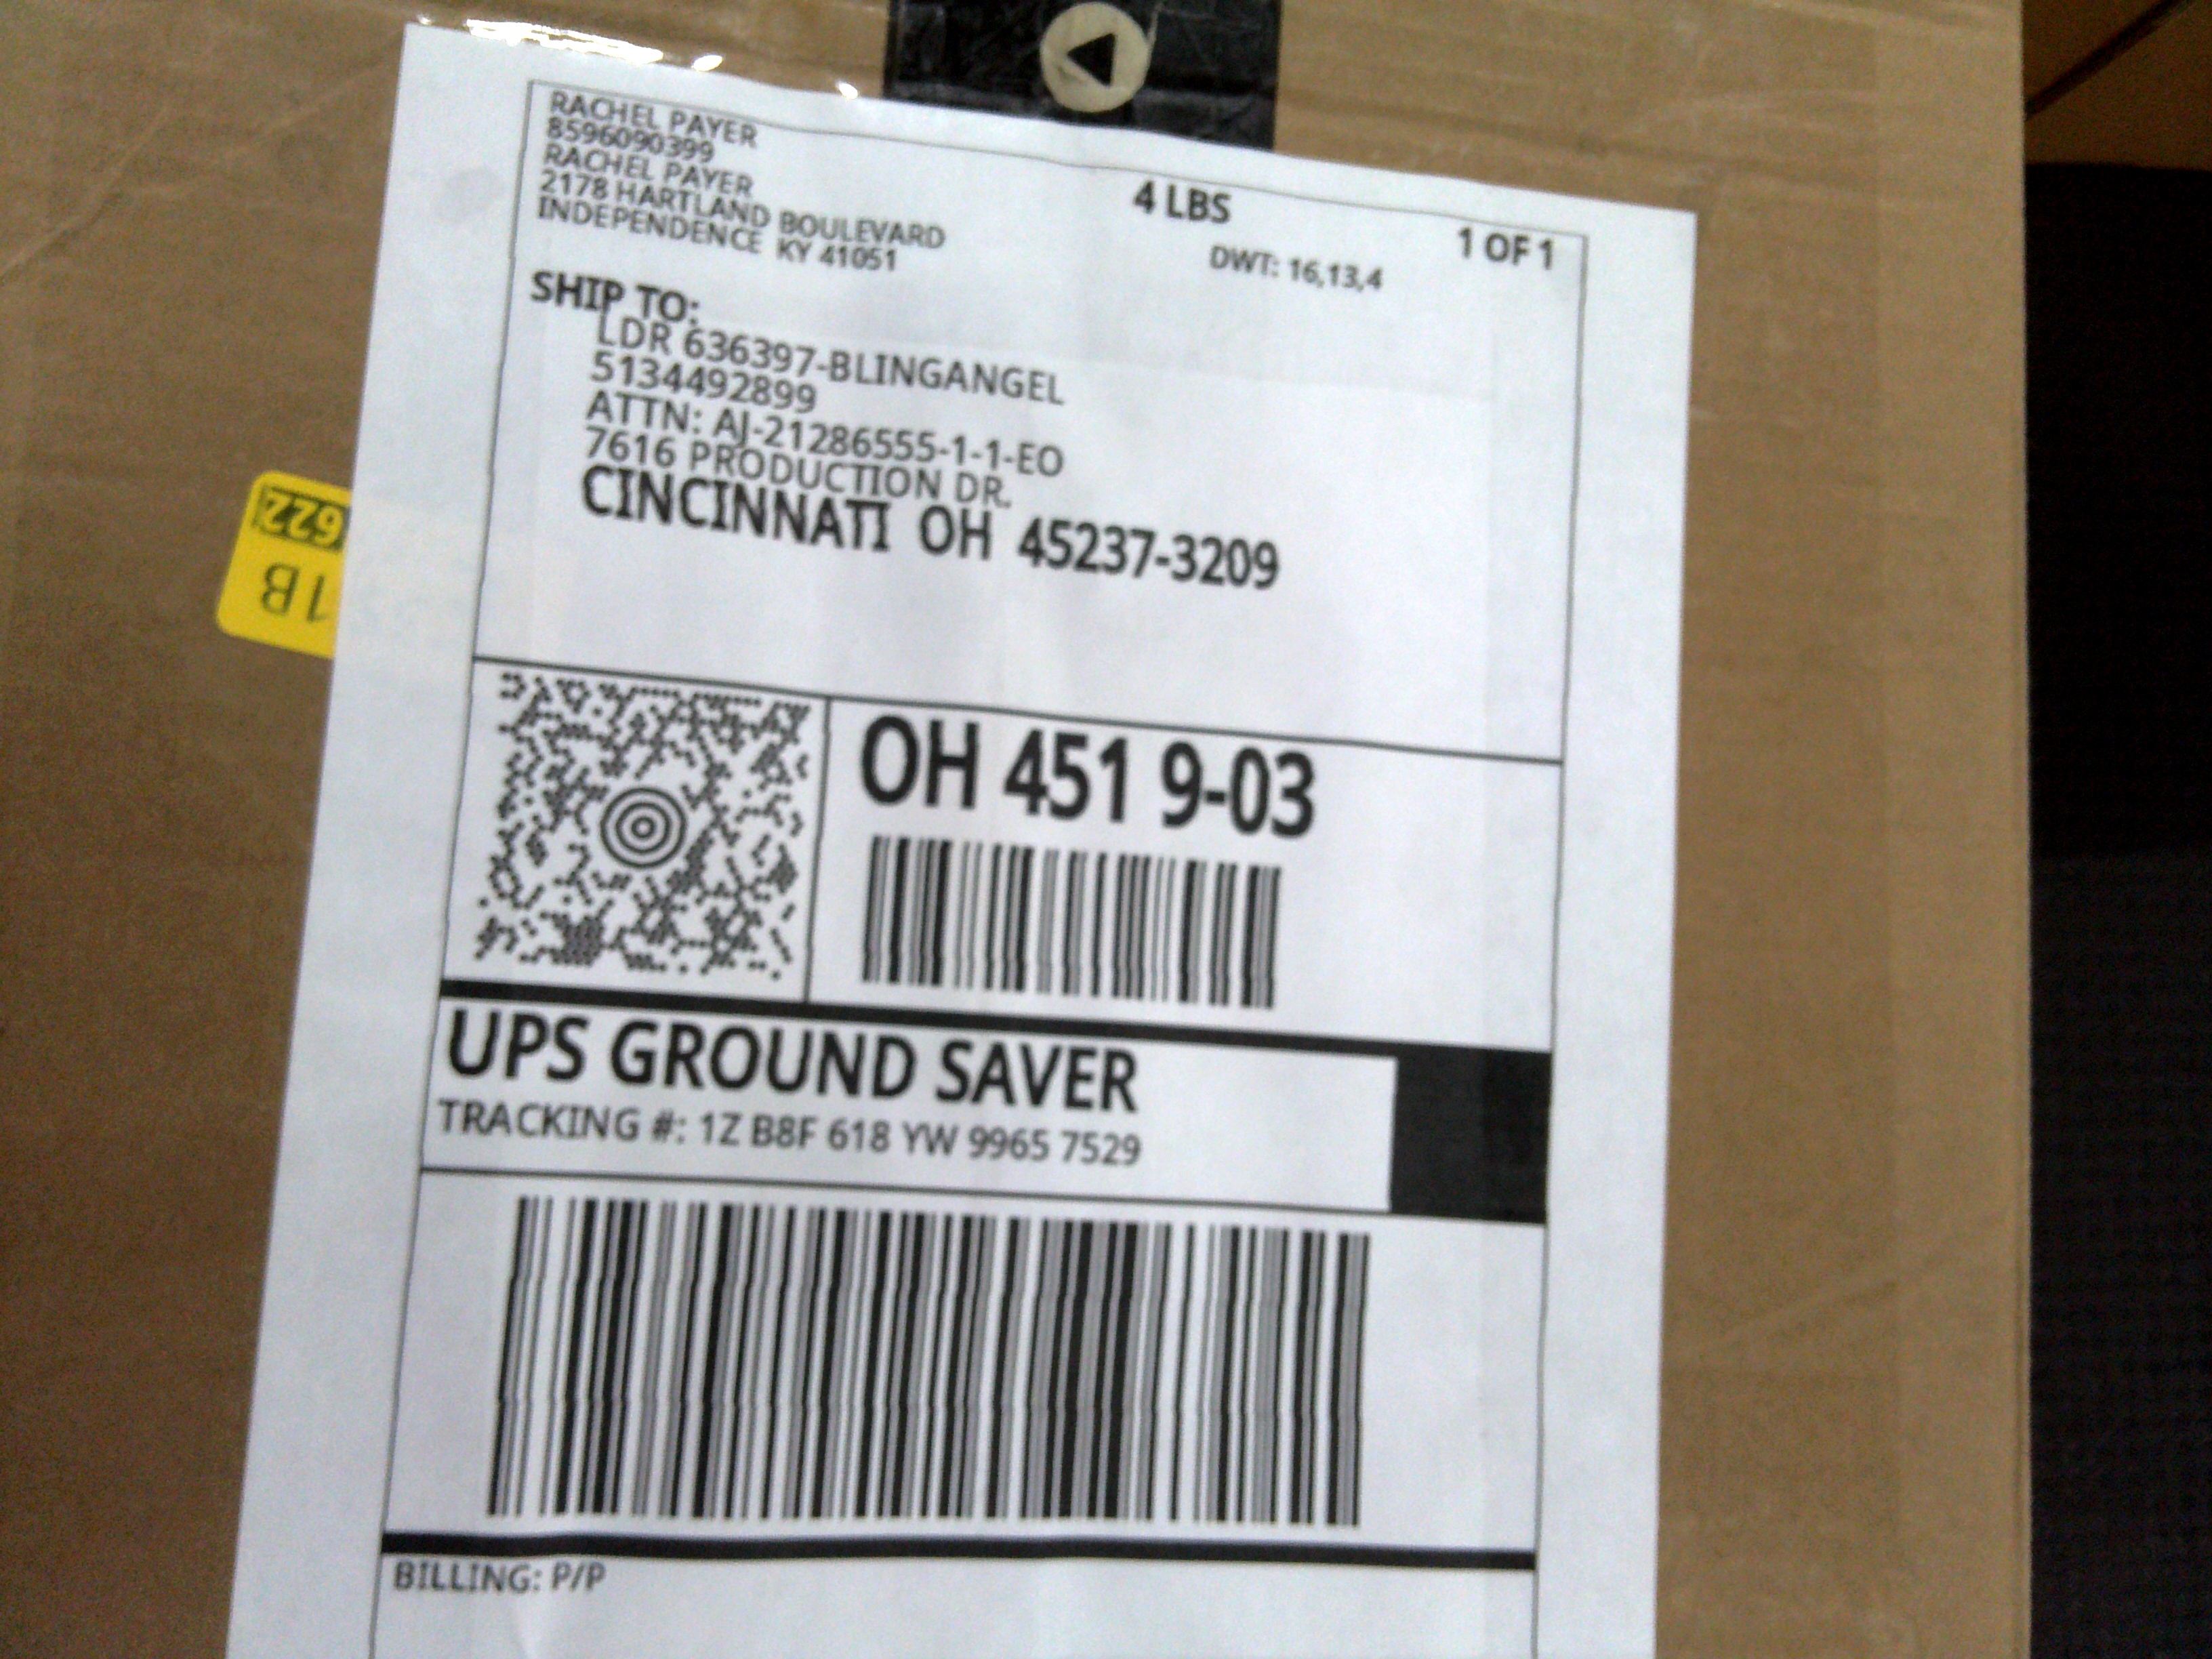 RACHEL PAYER
8596090399
RACHEL PAYER
2178 HARTLAND BOULEVARD
INDEPENDENCE KY 41051
4 LBS
1 OF 1
DWT: 16,13,4
SHIP TO:
LDR 636397-BLINGANGEL
5134492899
ATTN: AJ-21286555-1-1-EO
7616 PRODUCTION DR.
CINCINNATI OH 45237-3209
622
1B
OH 451 9-03
UPS GROUND SAVER
TRACKING #: 1Z B8F 618 YW 9965 7529
BILLING: P/P